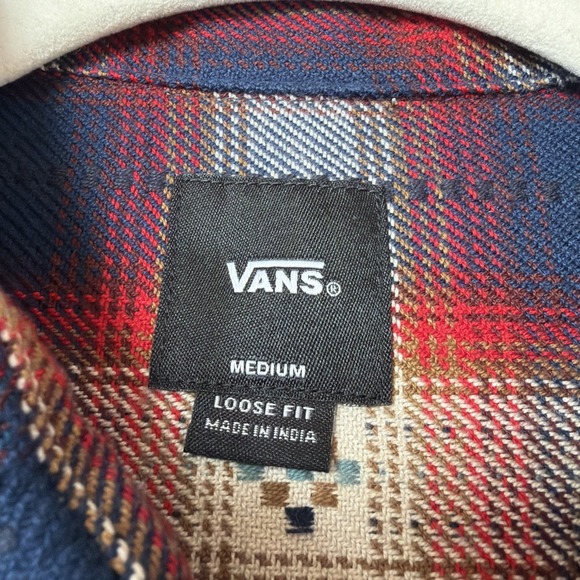 VANS®
MEDIUM
LOOSE FIT
MADE IN INDIA